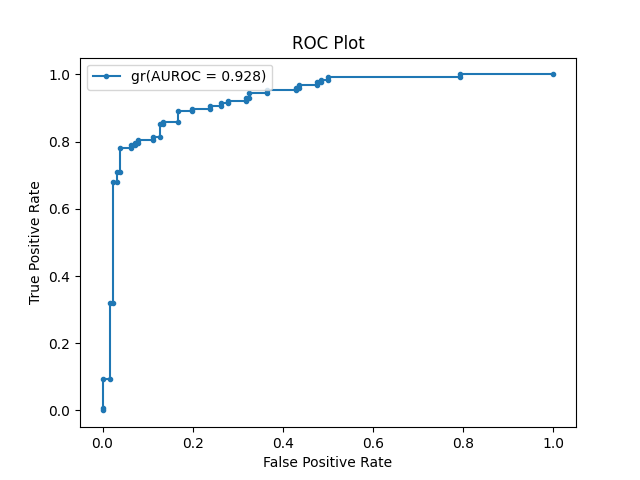 ROC Plot
gr(AUROC = 0.928)
True Positive Rate
1.0
0.8
0.6
0.4
0.2
0.0
0.0 0.2 0.4 0.6 0.8 1.0
False Positive Rate